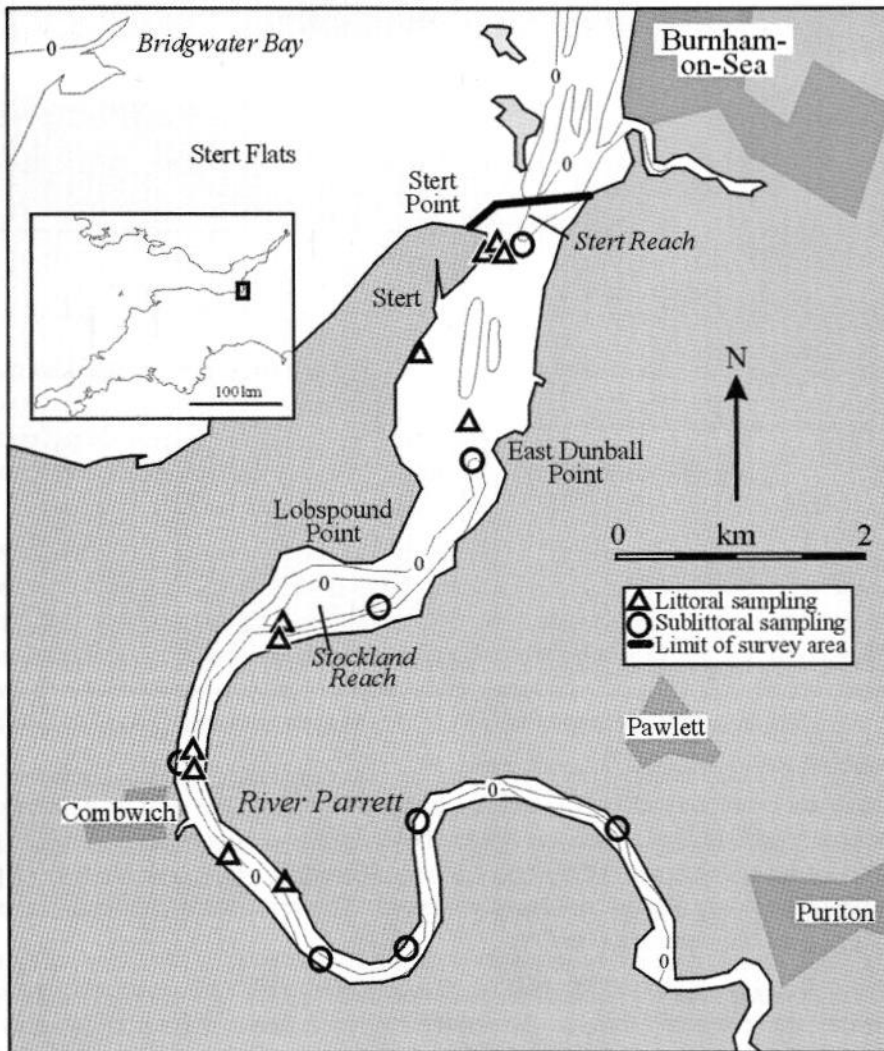 0
Bridgwater Bay
Burnham-
on-Sea
0
Stert Flats
0
Stert
Point
Stert Reach
Stert
100 km
N
East Dunball
Point
Lobspound
Point
0
km
2
0
0
Littoral sampling
Sublittoral sampling
Limit of survey area
Stockland
Reach
Pawlett
Combwich
River Parrett
0
0
Puriton
0